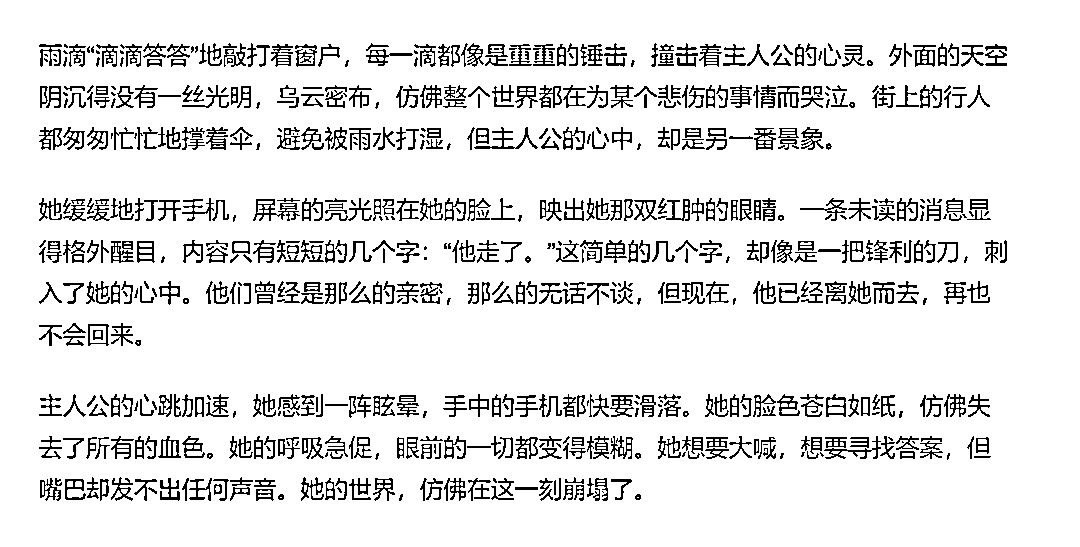 雨滴“滴滴答答”地敲打着窗户，每一滴都像是重重的锤击，撞击着主人公的心灵。外面的天空
阴沉得没有一丝光明，乌云密布，仿佛整个世界都在为某个悲伤的事情而哭泣。街上的行人
都匆匆忙忙地撑着伞，避免被雨水打湿，但主人公的心中，却是另一番景象。
她缓缓地打开手机，屏幕的亮光照在她的脸上，映出她那双红肿的眼睛。一条未读的消息显
得格外醒目，内容只有短短的几个字：“他走了。”这简单的几个字，却像是一把锋利的刀，刺
入了她的心中。他们曾经是那么的亲密，那么的无话不谈，但现在，他已经离她而去，再也
不会回来。
主人公的心跳加速，她感到一阵眩晕，手中的手机都快要滑落。她的脸色苍白如纸，仿佛失
去了所有的血色。她的呼吸急促，眼前的一切都变得模糊。她想要大喊，想要寻找答案，但
嘴巴却发不出任何声音。她的世界，仿佛在这一刻崩塌了。